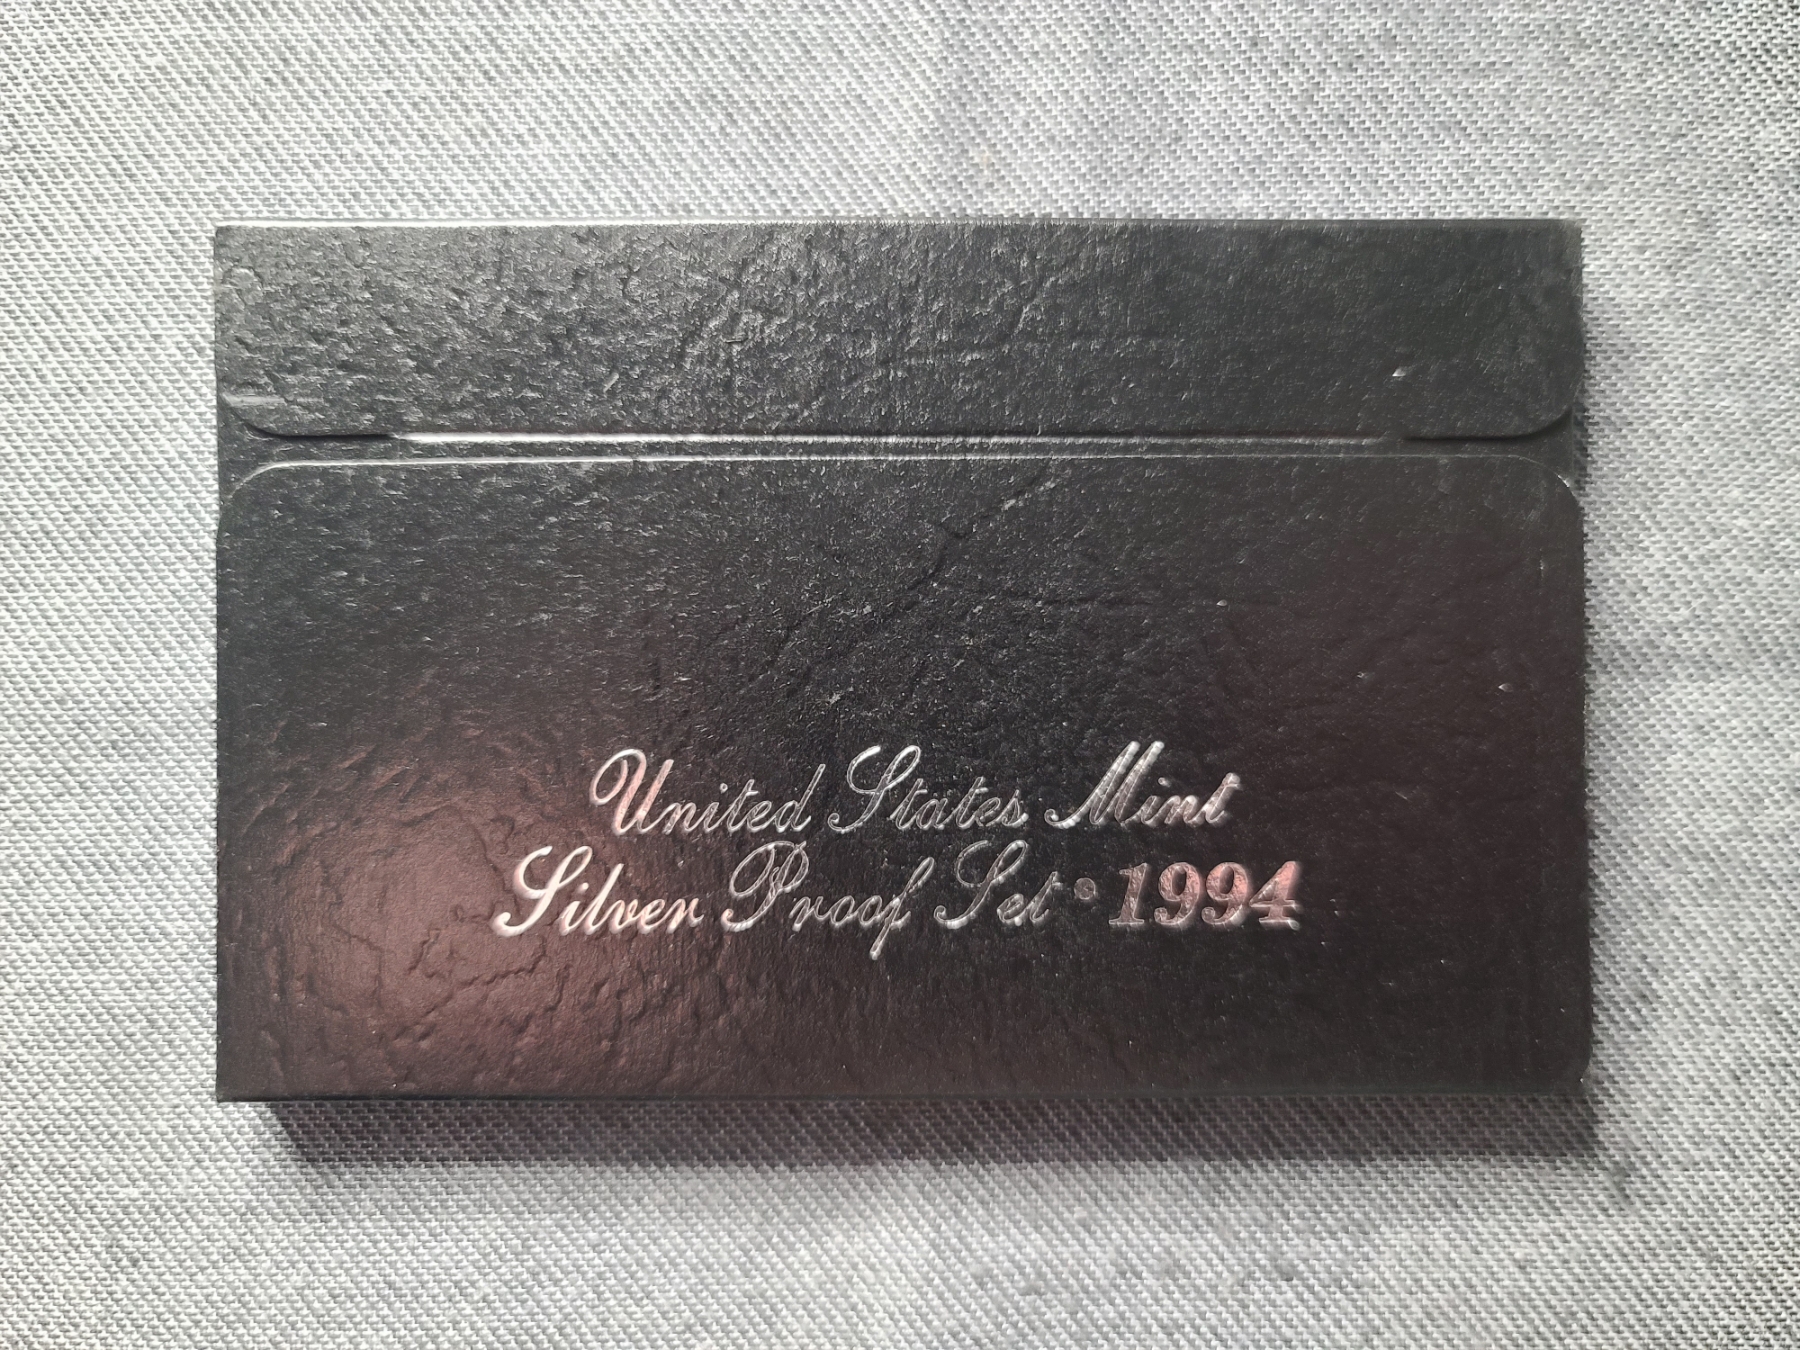 United States Mint
Silver Proof Set • 1994